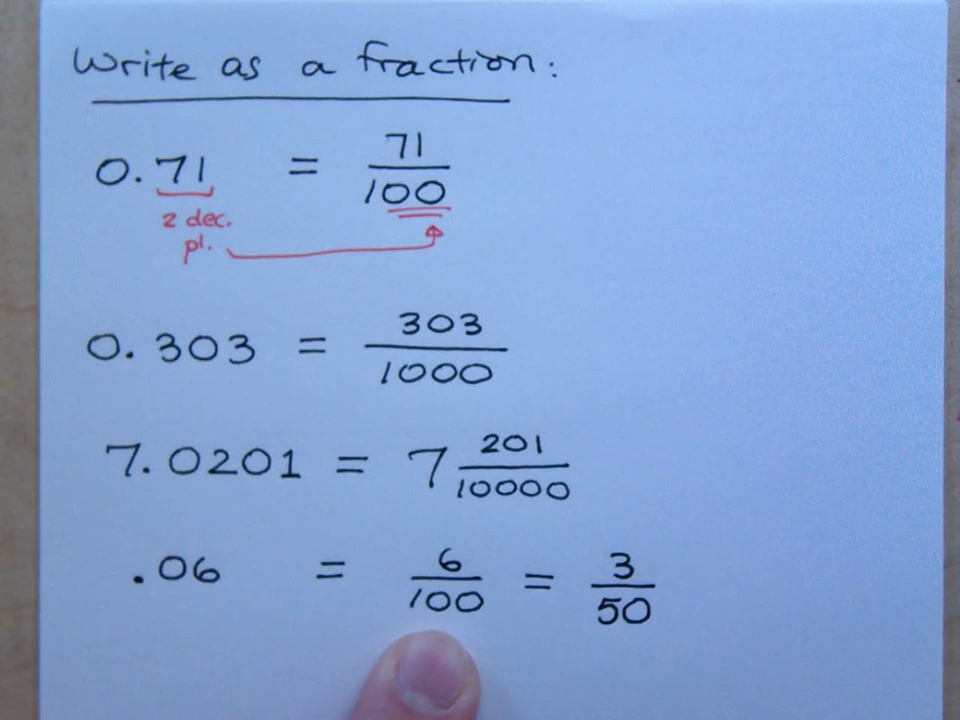 Write as a fraction:
0.71 = 71/100
2 dec.
pl.
0.303 = 303/1000
7.0201 = 7 201/10000
.06 = 6/100 = 3/50